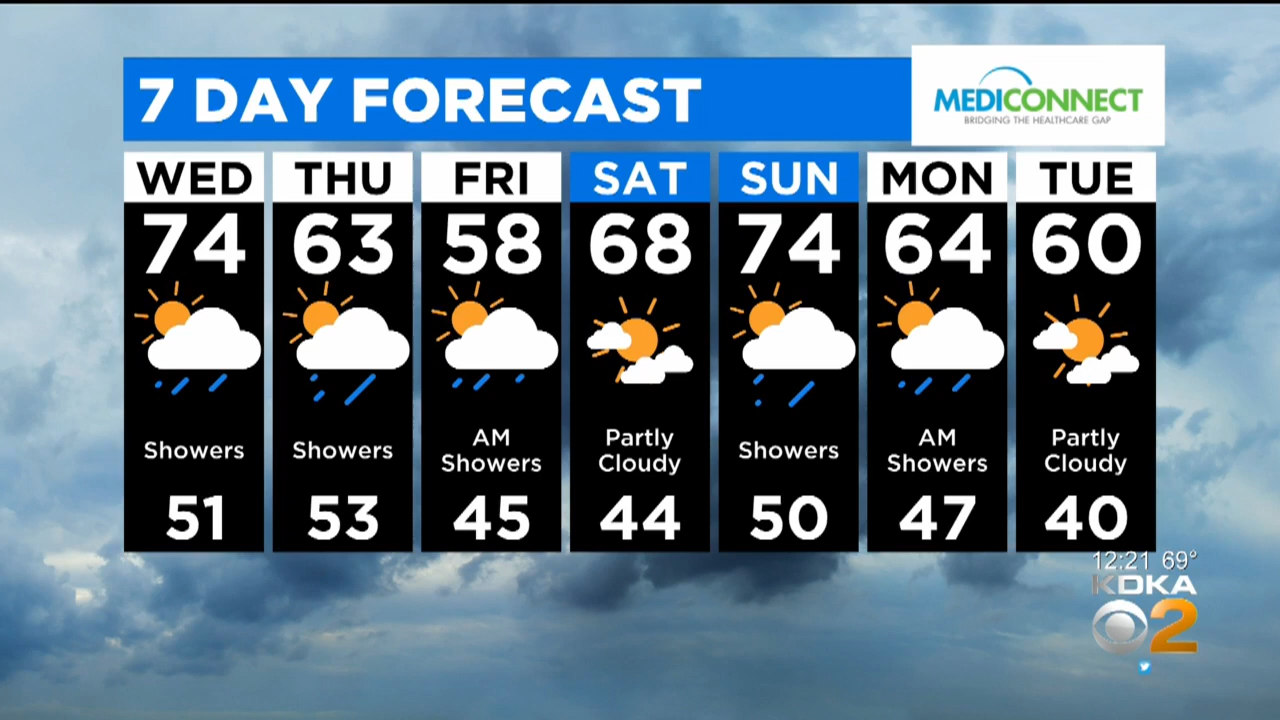 7 DAY FORECAST
MEDICONNECT
BRIDGING THE HEALTHCARE GAP
WED THU FRI SAT SUN MON TUE
74 63 58 68 74 64 60
Showers Showers AM Showers Partly Cloudy Showers AM Showers Partly Cloudy
51 53 45 44 50 47 40
12:21 69°
KDKA
2